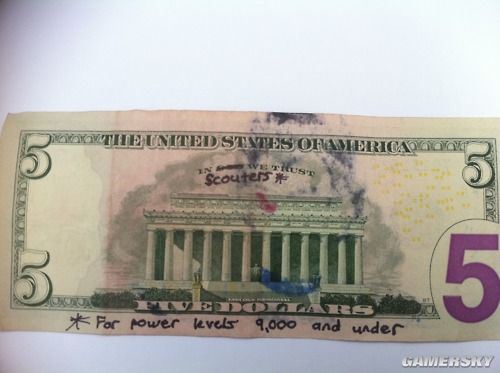 5 THE UNITED STATES OF AMERICA 5
IN WE TRUST
Scouters *
5 5
FIVE DOLLARS
* For power levels 9,000 and under
GAMERSKY